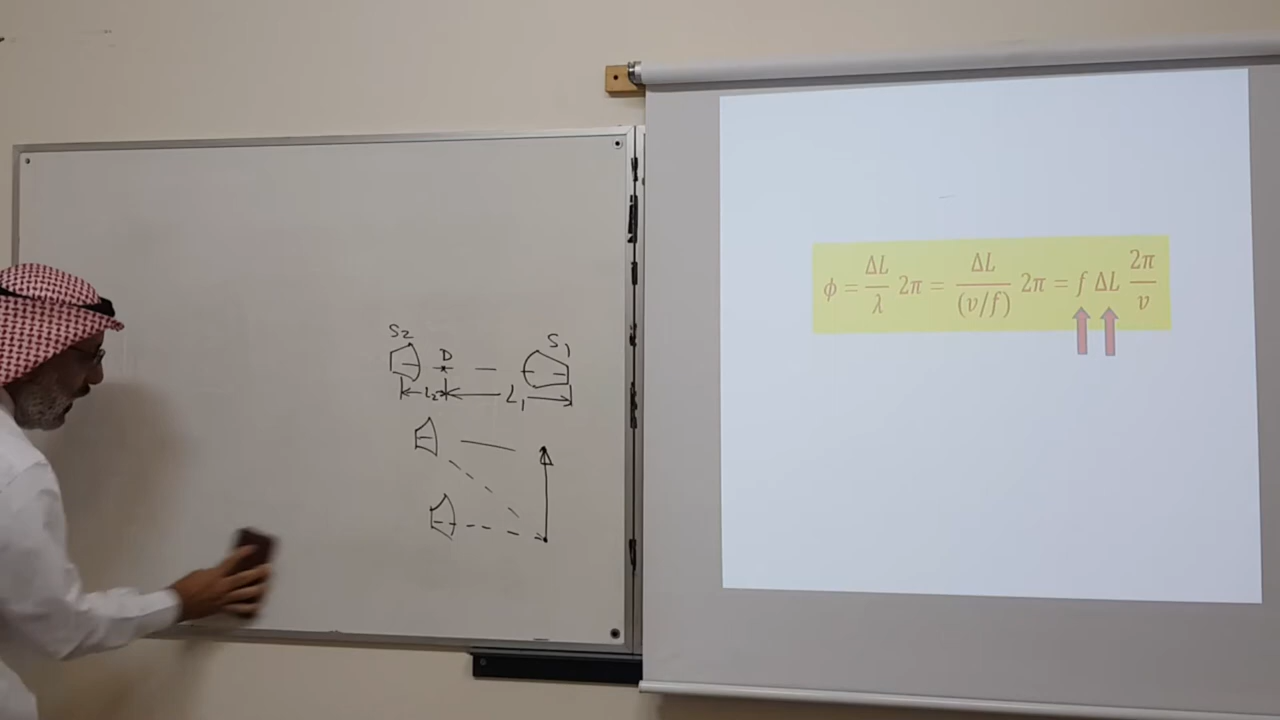 S2 D S1
L2 L1
ϕ = ΔL/λ 2π = ΔL/(v/f) 2π = f ΔL 2π/v